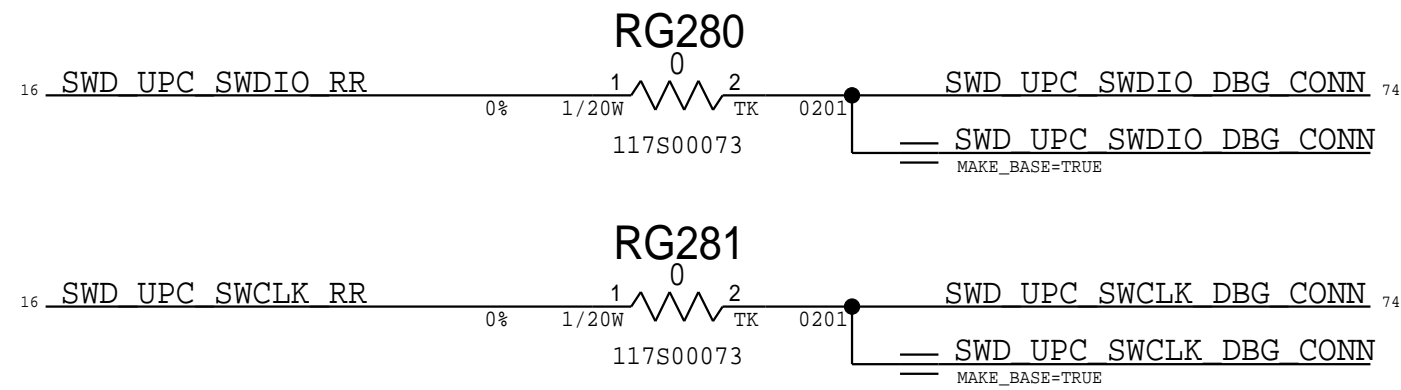 RG280
0
16 SWD_UPC_SWDIO_RR 1 2 SWD_UPC_SWDIO_DBG_CONN 74
0% 1/20W TK 0201
117S00073 SWD_UPC_SWDIO_DBG_CONN
MAKE_BASE=TRUE
RG281
0
16 SWD_UPC_SWCLK_RR 1 2 SWD_UPC_SWCLK_DBG_CONN 74
0% 1/20W TK 0201
117S00073 SWD_UPC_SWCLK_DBG_CONN
MAKE_BASE=TRUE